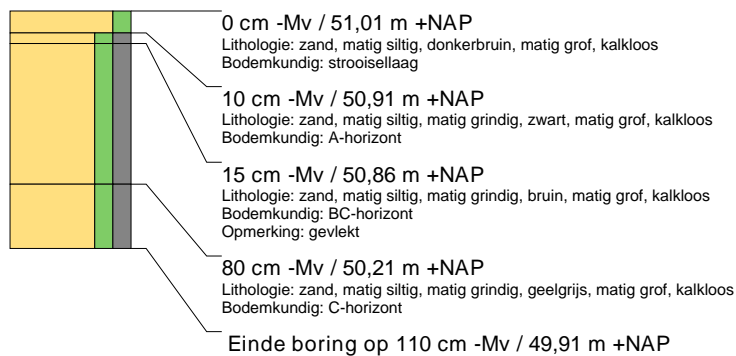 0 cm -Mv / 51,01 m +NAP
Lithologie: zand, matig siltig, donkerbruin, matig grof, kalkloos
Bodemkundig: strooisellaag
10 cm -Mv / 50,91 m +NAP
Lithologie: zand, matig siltig, matig grindig, zwart, matig grof, kalkloos
Bodemkundig: A-horizont
15 cm -Mv / 50,86 m +NAP
Lithologie: zand, matig siltig, matig grindig, bruin, matig grof, kalkloos
Bodemkundig: BC-horizont
Opmerking: gevlekt
80 cm -Mv / 50,21 m +NAP
Lithologie: zand, matig siltig, matig grindig, geelgrijs, matig grof, kalkloos
Bodemkundig: C-horizont
Einde boring op 110 cm -Mv / 49,91 m +NAP